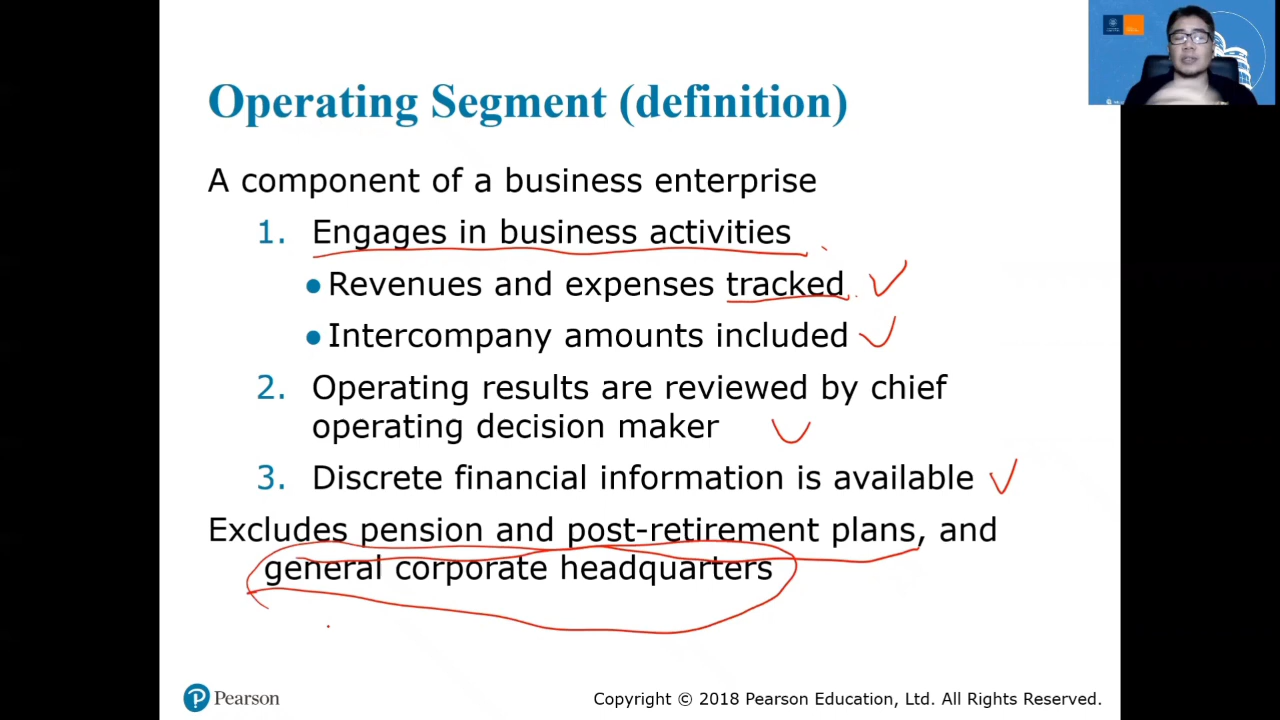 Operating Segment (definition)
A component of a business enterprise
1. Engages in business activities
● Revenues and expenses tracked
● Intercompany amounts included
2. Operating results are reviewed by chief
operating decision maker
3. Discrete financial information is available
Excludes pension and post-retirement plans, and
general corporate headquarters
Pearson
Copyright © 2018 Pearson Education, Ltd. All Rights Reserved.